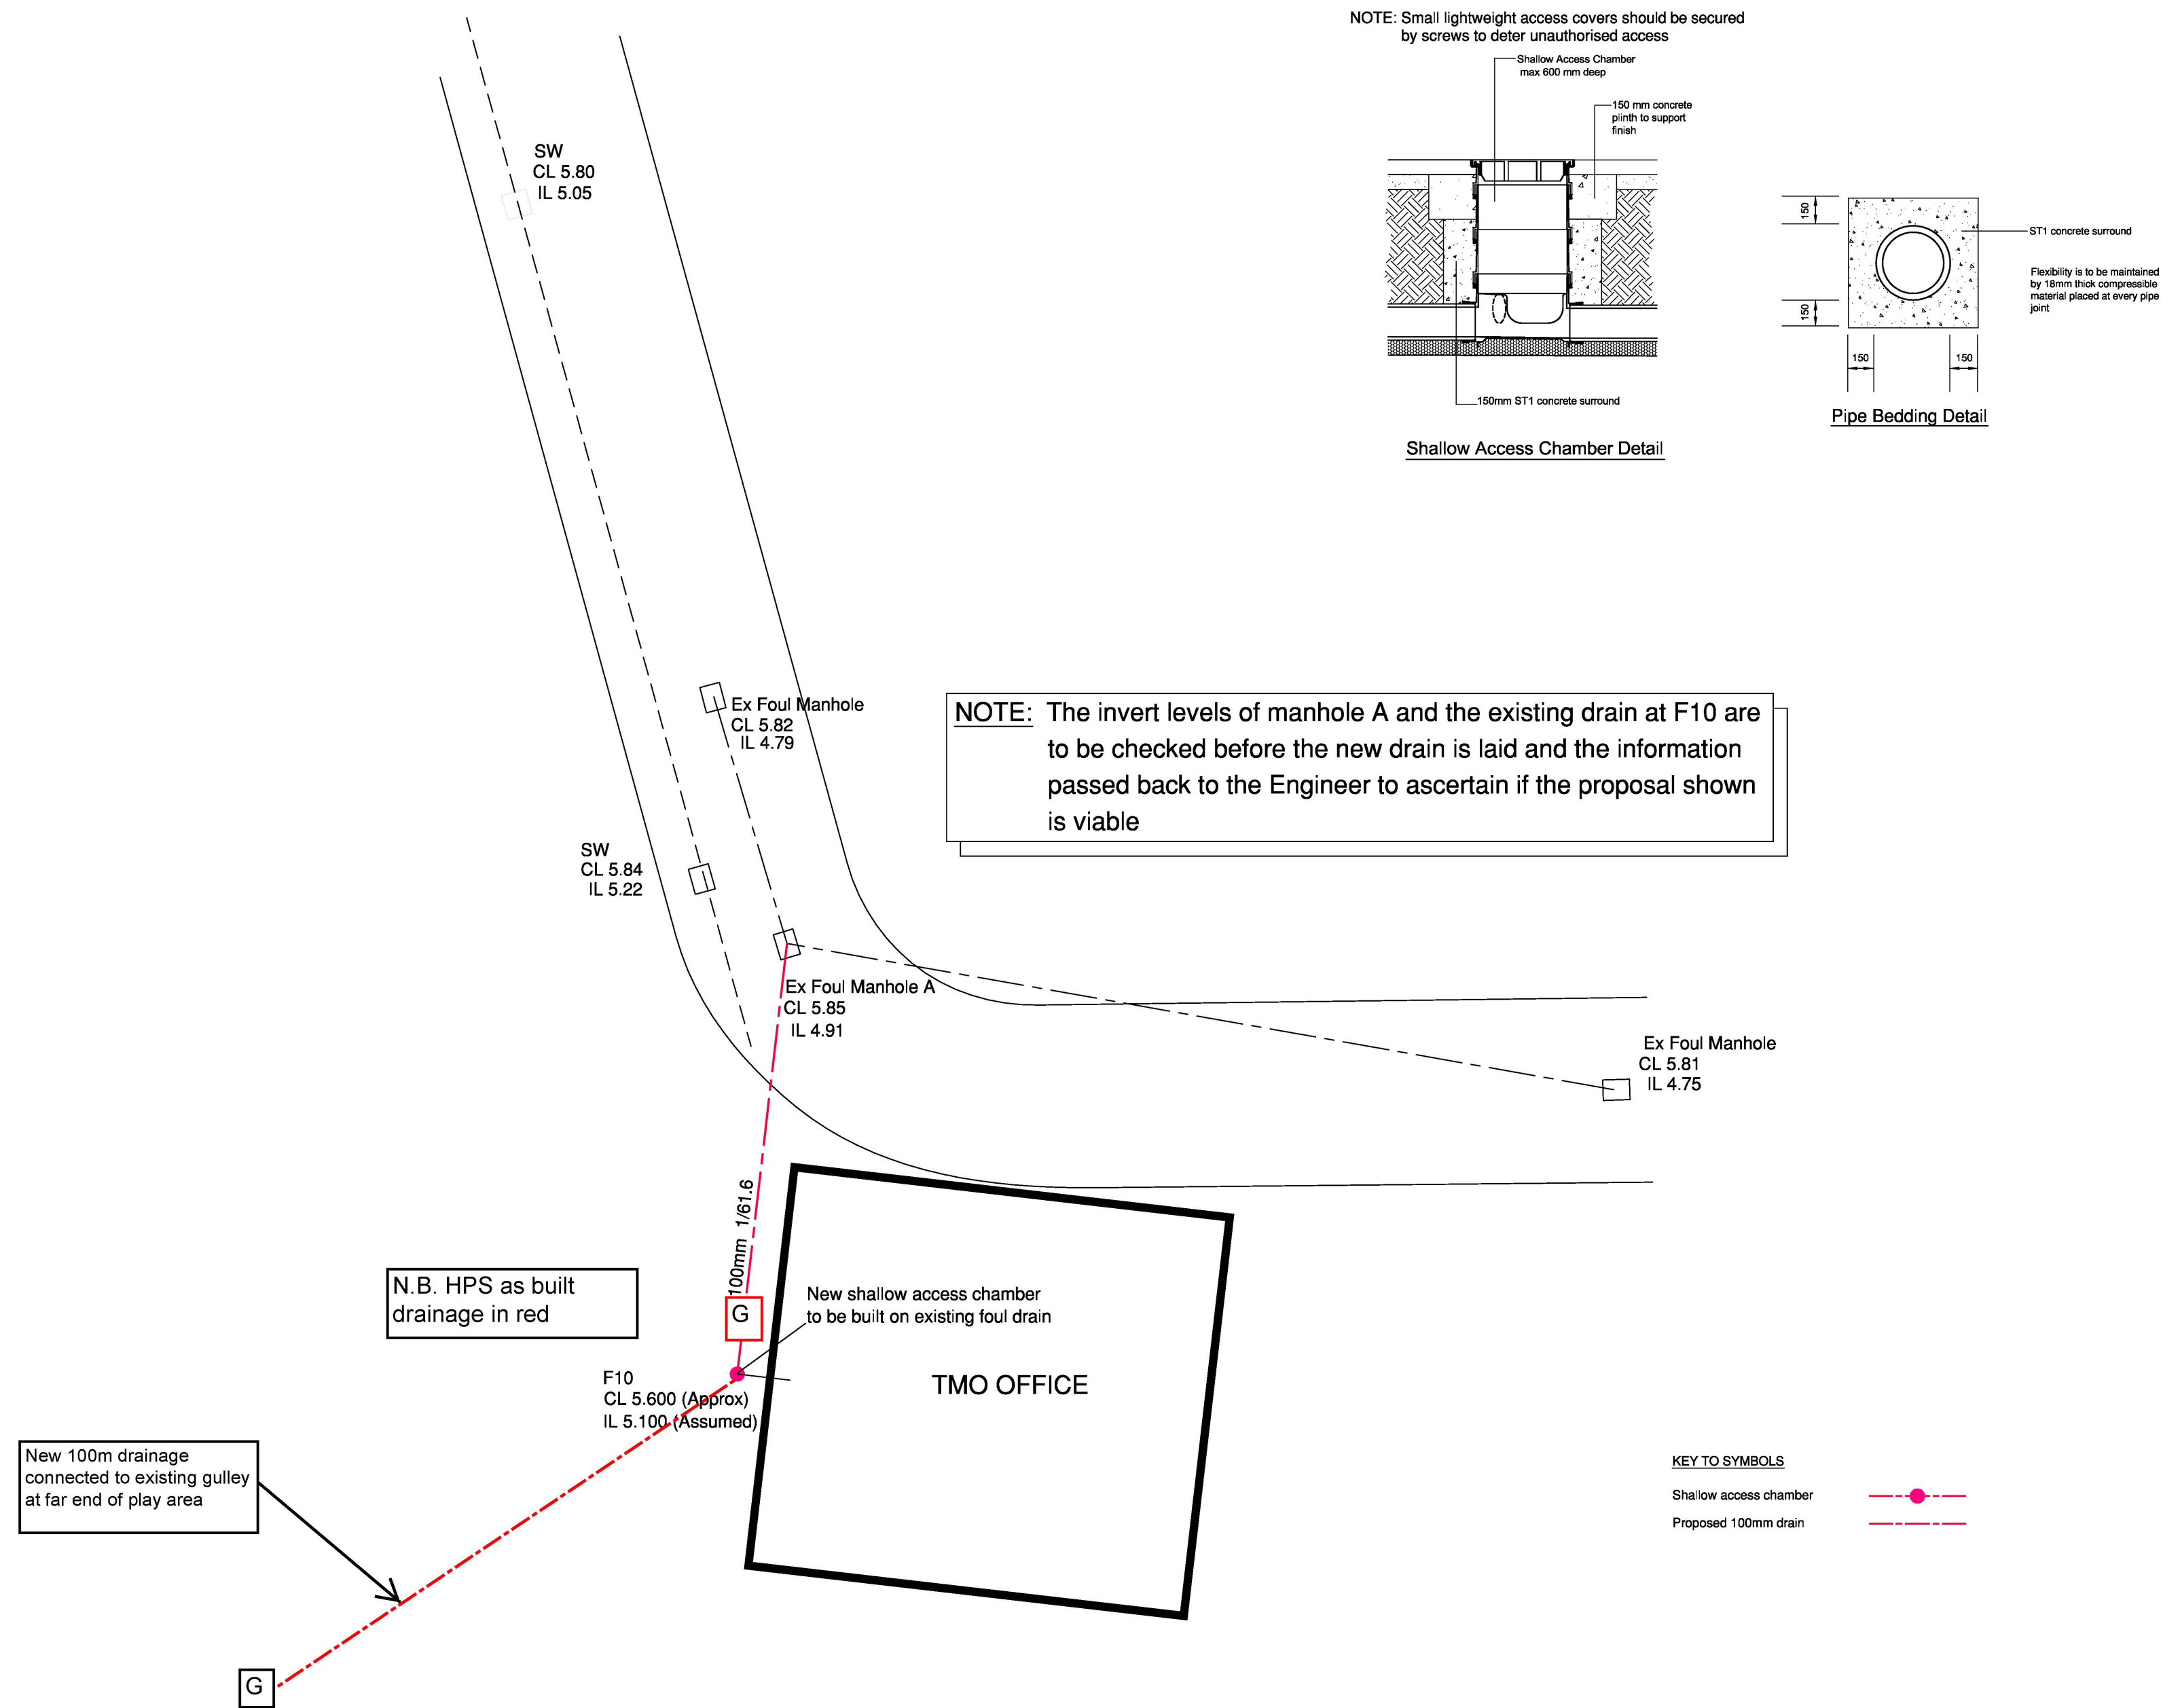 NOTE: Small lightweight access covers should be secured
by screws to deter unauthorised access
Shallow Access Chamber
max 600 mm deep
150 mm concrete
plinth to support
finish
150mm ST1 concrete surround
Shallow Access Chamber Detail
150
150
150
150
ST1 concrete surround
Flexibility is to be maintained
by 18mm thick compressible
material placed at every pipe
joint
Pipe Bedding Detail
SW
CL 5.80
IL 5.05
Ex Foul Manhole
CL 5.82
IL 4.79
NOTE: The invert levels of manhole A and the existing drain at F10 are
to be checked before the new drain is laid and the information
passed back to the Engineer to ascertain if the proposal shown
is viable
SW
CL 5.84
IL 5.22
Ex Foul Manhole A
CL 5.85
IL 4.91
Ex Foul Manhole
CL 5.81
IL 4.75
100mm 1/61.6
N.B. HPS as built
drainage in red
G
New shallow access chamber
to be built on existing foul drain
TMO OFFICE
F10
CL 5.600 (Approx)
IL 5.100 (Assumed)
New 100m drainage
connected to existing gulley
at far end of play area
G
KEY TO SYMBOLS
Shallow access chamber
Proposed 100mm drain